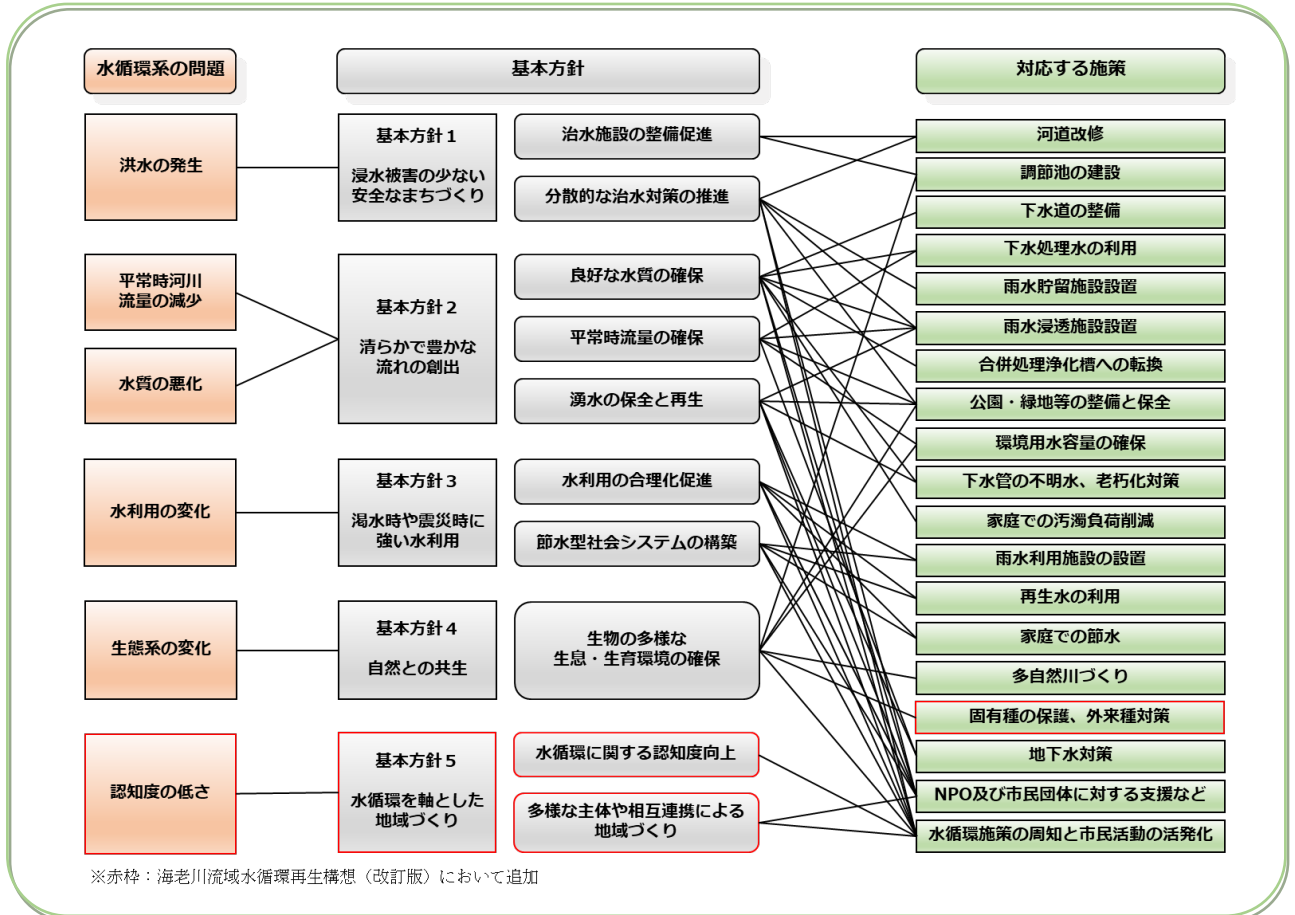 水循環系の問題
基本方針
対応する施策
洪水の発生
基本方針１
浸水被害の少ない
安全なまちづくり
治水施設の整備促進
分散的な治水対策の推進
平常時河川
流量の減少
水質の悪化
基本方針２
清らかで豊かな
流れの創出
良好な水質の確保
平常時流量の確保
湧水の保全と再生
水利用の変化
基本方針３
渇水時や震災時に
強い水利用
水利用の合理化促進
節水型社会システムの構築
生態系の変化
基本方針４
自然との共生
生物の多様な
生息・生育環境の確保
認知度の低さ
基本方針５
水循環を軸とした
地域づくり
水循環に関する認知度向上
多様な主体や相互連携による
地域づくり
河道改修
調節池の建設
下水道の整備
下水処理水の利用
雨水貯留施設設置
雨水浸透施設設置
合併処理浄化槽への転換
公園・緑地等の整備と保全
環境用水容量の確保
下水管の不明水、老朽化対策
家庭での汚濁負荷削減
雨水利用施設の設置
再生水の利用
家庭での節水
多自然川づくり
固有種の保護、外来種対策
地下水対策
NPO及び市民団体に対する支援など
水循環施策の周知と市民活動の活発化
※赤枠：海老川流域水循環再生構想（改訂版）において追加